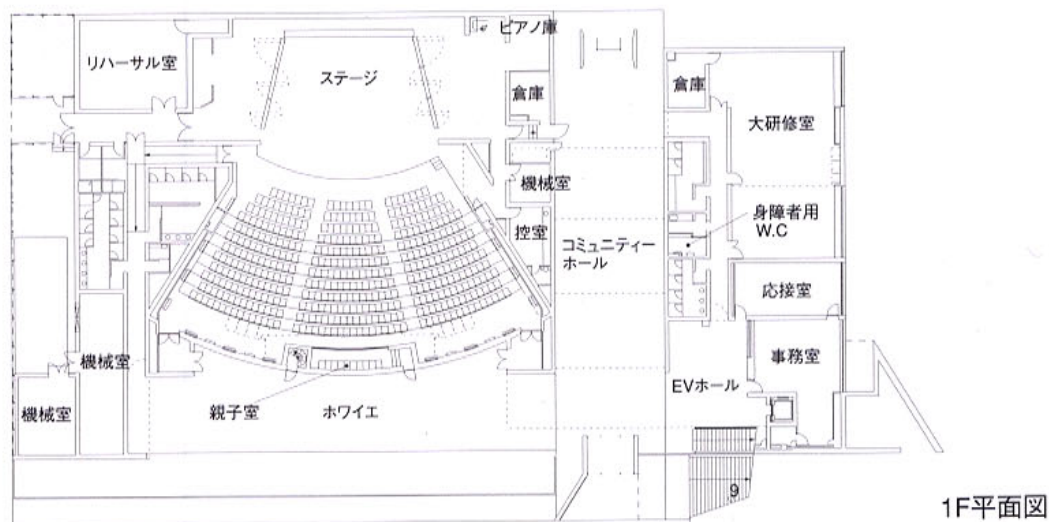 ピアノ庫
リハーサル室
ステージ
倉庫
倉庫
大研修室
機械室
身障者用
W.C
控室
コミュニティー
ホール
応接室
機械室
事務室
EVホール
機械室
親子室
ホワイエ
9
1F平面図